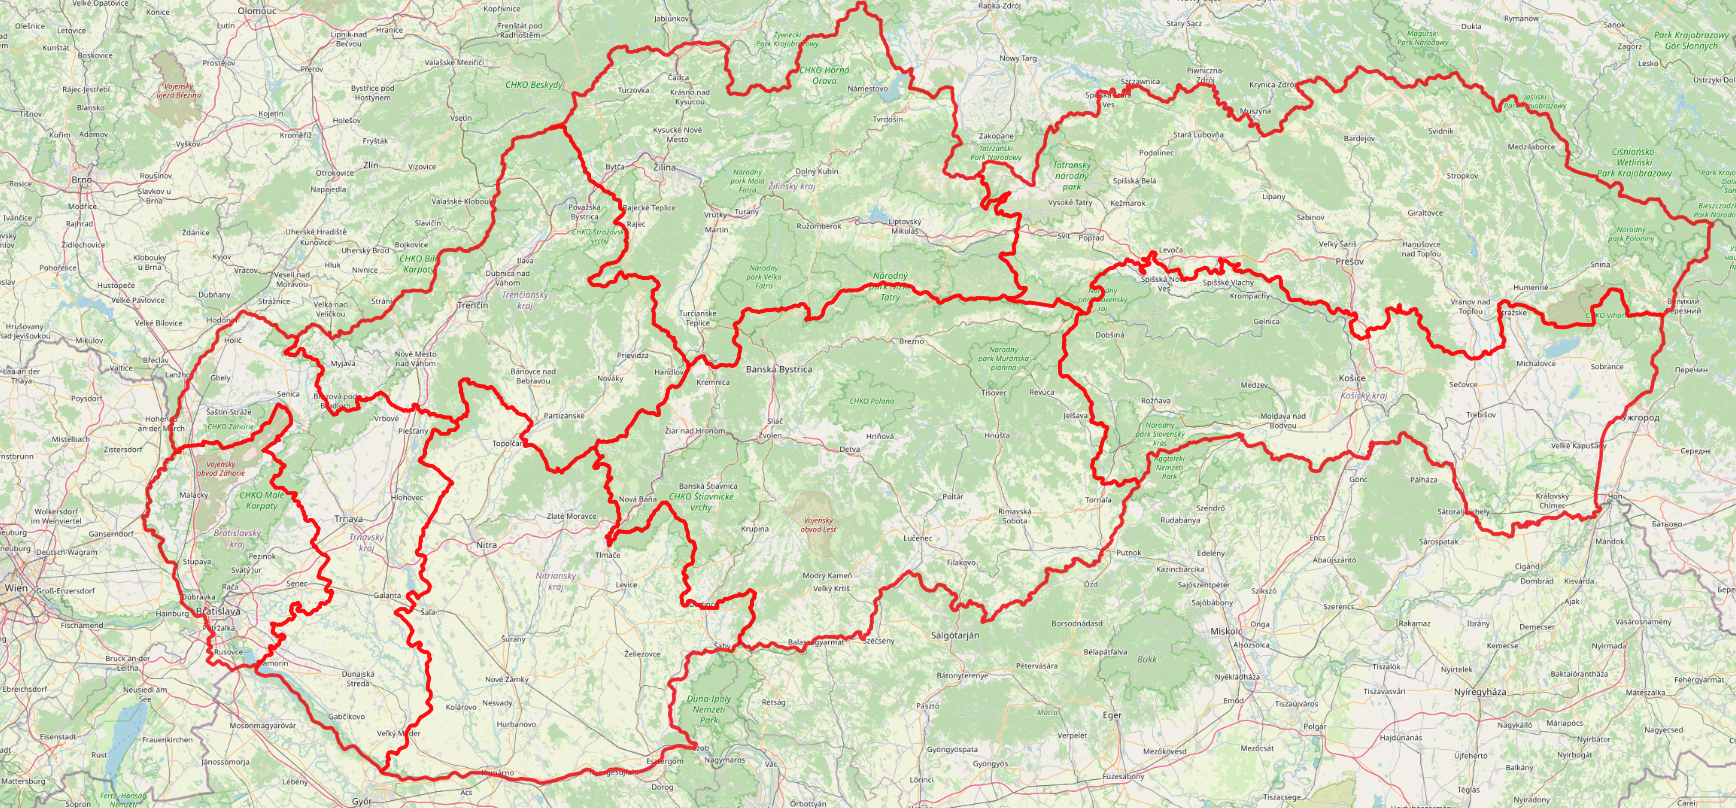 Veľké Opatovice
Konice
Olomouc
Kopřivnice
Jablunkov
Rabka-Zdrój
Stary Sącz
Rymanów
Sanok
Olešnice
Letovice
Lipník nad
Bečvou
Hranice
Frenštát pod
Radhoštěm
Żywiecki
Park Krajobrazowy
Dukla
Magurski
Park Narodowy
Park Krajobrazowy
Gór Słonnych
Zagórz
Kunštát
Boskovice
Prostějov
Přerov
Valašské Meziříčí
Nowy Targ
Lesko
Ustrzyki Dol
Rájec-Jestřebí
Vojenský
újezd Březina
Bystřice pod
Hostýnem
CHKO Beskydy
Turzovka
Čadca
Krásno nad
Kysucou
CHKO Horná
Orava
Námestovo
Szczawnica
Piwniczna-
Zdrój
Krynica-Zdrój
Muszyna
Jaśliski
Park Krajobrazowy
Tišnov
Blansko
Kojetín
Holešov
Vsetín
Kysucké Nové
Mesto
Tvrdošín
Spišská Stará
Ves
Kuřim
Adamov
Vyškov
Kroměříž
Fryšták
Zakopane
Stará Ľubovňa
Bardejov
Svidník
Medzilaborce
Ciśniańsko-
Wetliński
Park Krajobrazowy
Rosice
Brno
Rousínov
Otrokovice
Zlín
Vizovice
Bytča
Žilina
Tatrzański
Park Narodowy
Podolínec
Modřice
Slavkov u
Brna
Napajedla
Valašské Klobouky
Dolný Kubín
Národný
park Malá
Fatra
Žilinský kraj
Tatranský
národný
park
Spišská Belá
Stropkov
Ivančice
Rajhrad
Slavičín
Považská
Bystrica
Rajecké Teplice
Rajec
Vrútky
Turany
Martin
Vysoké Tatry
Kežmarok
Lipany
Sabinov
Giraltovce
Bieszczadzki
Park Narodowy
Židlochovice
Ždánice
Uherské Hradiště
Kunovice
Bojkovice
Uherský Brod
CHKO Strážovské
vrchy
Ružomberok
Liptovský
Mikuláš
Svit
Poprad
Levoča
Veľký Šariš
Prešov
Hanušovce
nad Topľou
Národný
park Poloniny
Pohořelice
Klobouky
u Brna
Kyjov
Vracov
Hluk
Nivnice
Veselí nad
Moravou
CHKO Bílé
Karpaty
Ilava
Dubnica nad
Váhom
Národný
park Veľká
Fatra
Národný
park Nízke
Tatry
Spišská Nová
Ves
Spišské Vlachy
Krompachy
Snina
Humenné
Hustopeče
Velké Pavlovice
Dubňany
Strážnice
Velká nad
Veličkou
Strání
Trenčín
Trenčiansky
kraj
Turčianske
Teplice
Národný
park Slovenský
raj
Dobšiná
Gelnica
Vranov nad
Topľou
Strážske
CHKO Vihorlat
Великий
Березний
Hrušovany
nad Jevišovkou
Mikulov
Velké Bílovice
Hodonín
Holíč
Myjava
Nové Mesto
nad Váhom
Prievidza
Handlová
Brezno
Michalovce
Sobrance
Перечин
Laa an der
Thaya
Valtice
Břeclav
Lanžhot
Gbely
Bánovce nad
Bebravou
Nováky
Kremnica
Banská Bystrica
Národný
park Muránska
planina
Revúca
Tisovec
Košice
Košický kraj
Medzev
Sečovce
Poysdorf
Hohenau
an der March
Šaštín-Stráže
CHKO Záhorie
Senica
Brezová pod
Bradlom
Vrbové
Piešťany
Partizánske
CHKO Poľana
Jelšava
Rožňava
Moldava nad
Bodvou
Trebišov
Ужгород
Mistelbach
Zistersdorf
Topoľčany
Žiar nad Hronom
Sliač
Zvolen
Hriňová
Detva
Hnúšťa
Národný
park Slovenský
kras
Aggteleki
Nemzeti
Park
Veľké Kapušany
Середнє
Vojenský
obvod Záhorie
Malacky
CHKO Malé
Karpaty
Hlohovec
Nová Baňa
Banská Štiavnica
CHKO Štiavnické
vrchy
Poltár
Tornaľa
Gönc
Pálháza
Kráľovský
Chlmec
Чоп
Korneuburg
Wolkersdorf
im Weinviertel
Gänserndorf
Bratislavský
kraj
Trnava
Trnavský
kraj
Zlaté Moravce
Krupina
Vojenský
obvod Lešť
Rimavská
Sobota
Szendrő
Rudabánya
Sátoraljaújhely
Батьово
Deutsch-Wagram
Stupava
Pezinok
Svätý Jur
Nitra
Tlmače
Lučenec
Putnok
Edelény
Encs
Abaújszántó
Sárospatak
Záhony
Mándok
Wien
Groß-Enzersdorf
Dúbravka
Rača
Senec
Nitriansky
kraj
Levice
Modrý Kameň
Veľký Krtíš
Fiľakovo
Ózd
Kazincbarcika
Sajószentpéter
Szikszó
Cigánd
Dombrad
Kisvárda
Hainburg
Bratislava
Petržalka
Galanta
Šaľa
Dudince
Sajóbábony
Szerencs
Ajak
Fischamend
Šurany
Šahy
Balassagyarmat
Szécsény
Salgótarján
Borsodnádasd
Miskolc
Onga
Alsózsolca
Rakamaz
Ibrány
Demecser
Vásárosnamény
Bruck an der
Leitha
Rusovce
Šamorín
Dunajská
Streda
Želiezovce
Pétervására
Bélapátfalva
Bükk
Tiszalök
Kemecse
Nyírmada
Ebreichsdorf
Neusiedl am
See
Nové Zámky
Nesvady
Bátonyterenye
Nyékládháza
Nyírtelek
Baktalórántháza
Fehérgyarmat
Gabčíkovo
Kolárovo
Hurbanovo
Duna-Ipoly
Nemzeti
Park
Rétság
Pásztó
Mátra
Eger
Emőd
Tiszavasvári
Tiszaújváros
Nyíregyháza
Mátészalka
Mosonmagyaróvár
Veľký Meder
Verpelét
Polgár
Nagykálló
Máriapócs
Nagyecsed
Eisenstadt
Rust
Frauenkirchen
Jánossomorja
Szob
Esztergom
Nagymaros
Gyöngyöspata
Mezőkövesd
Mezőcsát
Hajdúnánás
Újfehértó
Nyírbátor
Mattersburg
Lébény
Komárno
Nyergesújfalu
Vác
Gyöngyös
Füzesabony
Balkány
Nyírbogát
Sopron
Fertő-Hanság
Nemzeti
Győr
Ács
Dorog
Őrbottyán
Lőrinci
Tiszacsege
Téglás
Nyíradony
Carei